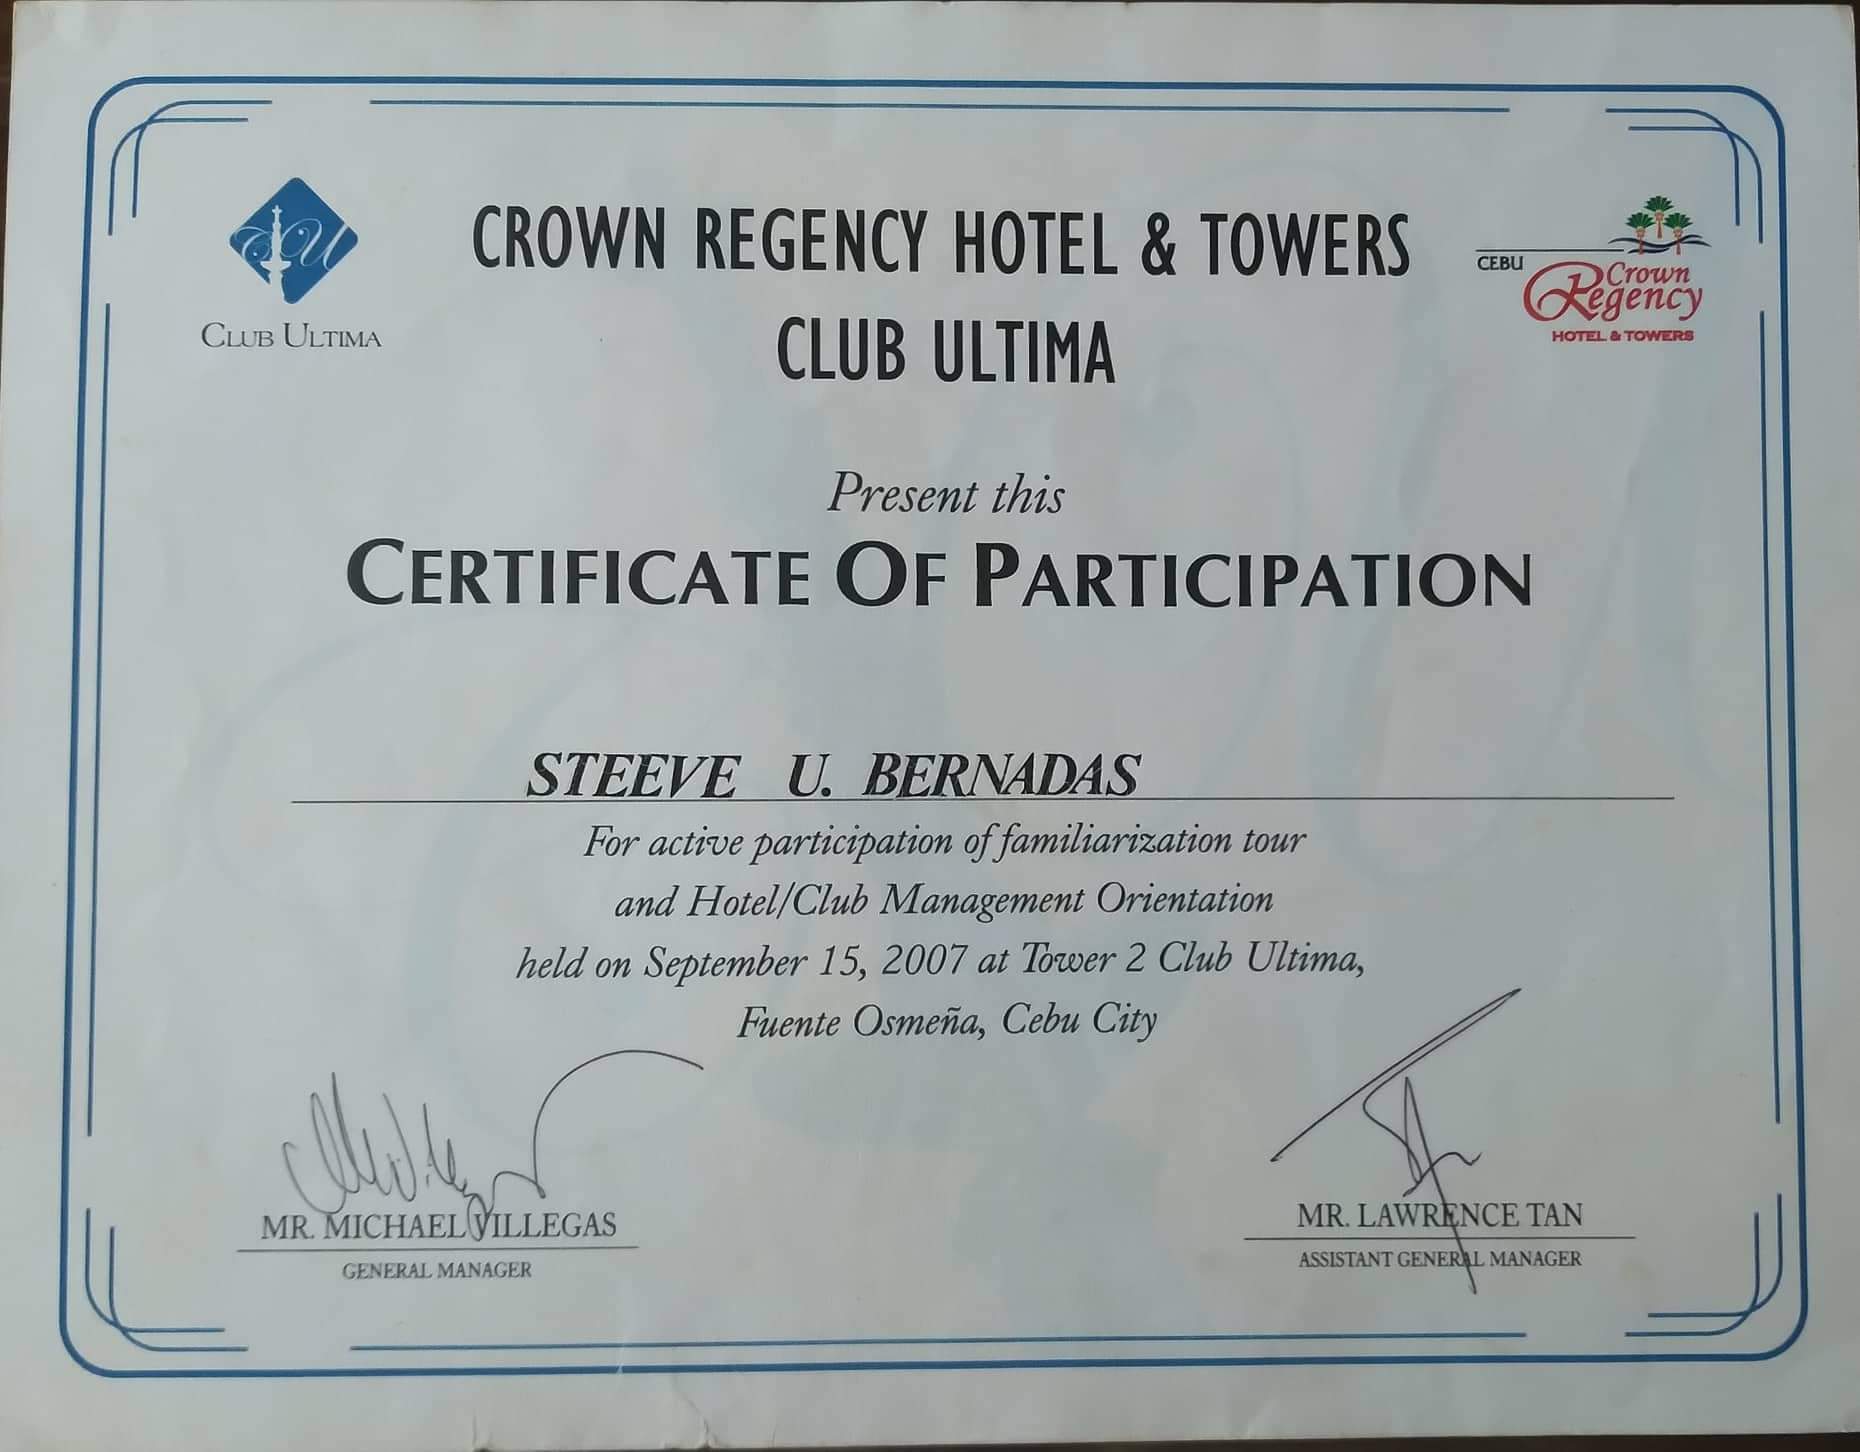 CU
CLUB ULTIMA
CROWN REGENCY HOTEL & TOWERS
CLUB ULTIMA
CEBU
Crown
Regency
HOTEL & TOWERS
Present this
CERTIFICATE OF PARTICIPATION
STEEVE U. BERNADAS
For active participation of familiarization tour
and Hotel/Club Management Orientation
held on September 15, 2007 at Tower 2 Club Ultima,
Fuente Osmeña, Cebu City
MR. MICHAEL VILLEGAS
GENERAL MANAGER
MR. LAWRENCE TAN
ASSISTANT GENERAL MANAGER